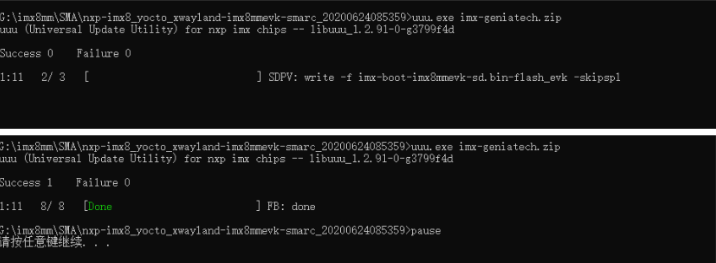 G:\imx8mm\SMA\nxp-imx8_yocto_xwayland-imx8mmevk-smarc_20200624085359>uuu.exe imx-geniatech.zip
uuu (Universal Update Utility) for nxp imx chips -- libuuu_1.2.91-0-g3799f4d
Success 0 Failure 0
1:11 2/ 3 [ ] SDPV: write -f imx-boot-imx8mmevk-sd.bin-flash_evk -skipspl
G:\imx8mm\SMA\nxp-imx8_yocto_xwayland-imx8mmevk-smarc_20200624085359>uuu.exe imx-geniatech.zip
uuu (Universal Update Utility) for nxp imx chips -- libuuu_1.2.91-0-g3799f4d
Success 1 Failure 0
1:11 8/ 8 [Done ] FB: done
G:\imx8mm\SMA\nxp-imx8_yocto_xwayland-imx8mmevk-smarc_20200624085359>pause
请按任意键继续. . .